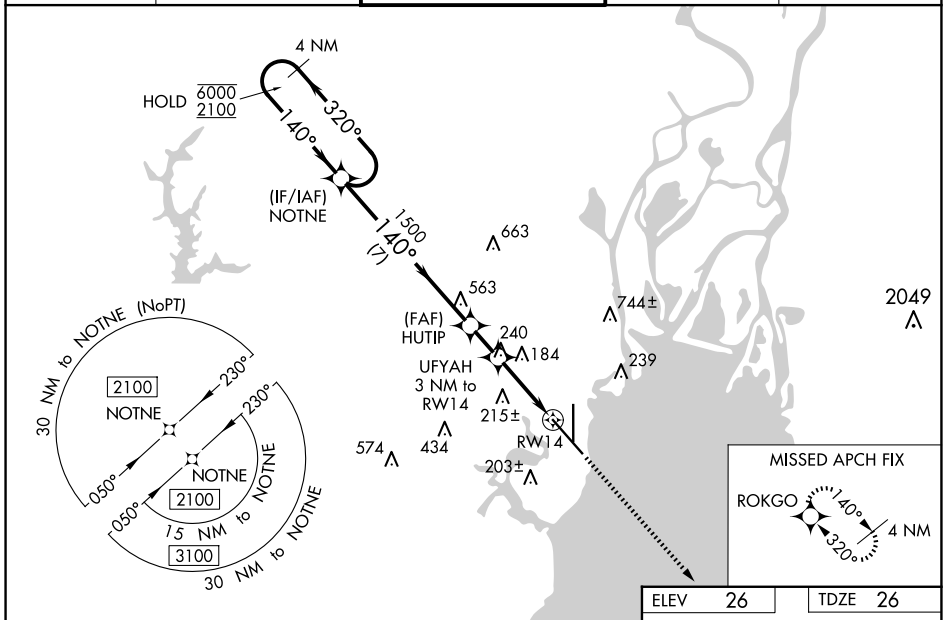 4 NM
HOLD 6000
2100
140°
320°
(IF/IAF)
NOTNE
1500
140°
(7)
663
563
744±
2049
(FAF)
HUTIP
240
184
239
UFYAH
3 NM to
RW14
215±
RW14
434
574
203±
30 NM to NOTNE (NoPT)
230°
2100
NOTNE
050°
230°
NOTNE
2100
050°
15 NM to NOTNE
3100
30 NM to NOTNE
MISSED APCH FIX
ROKGO
140°
320°
4 NM
ELEV 26
TDZE 26